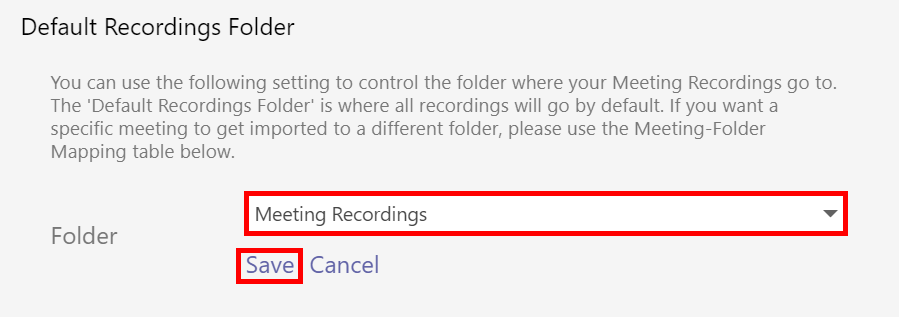 Default Recordings Folder
You can use the following setting to control the folder where your Meeting Recordings go to.
The 'Default Recordings Folder' is where all recordings will go by default. If you want a
specific meeting to get imported to a different folder, please use the Meeting-Folder
Mapping table below.
Meeting Recordings
Folder
Save Cancel